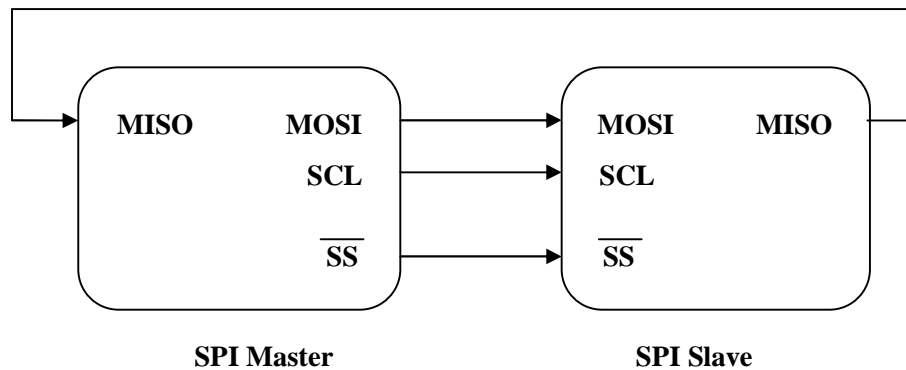 MISO MOSI MOSI MISO
SCL SCL
SS SS
SPI Master SPI Slave